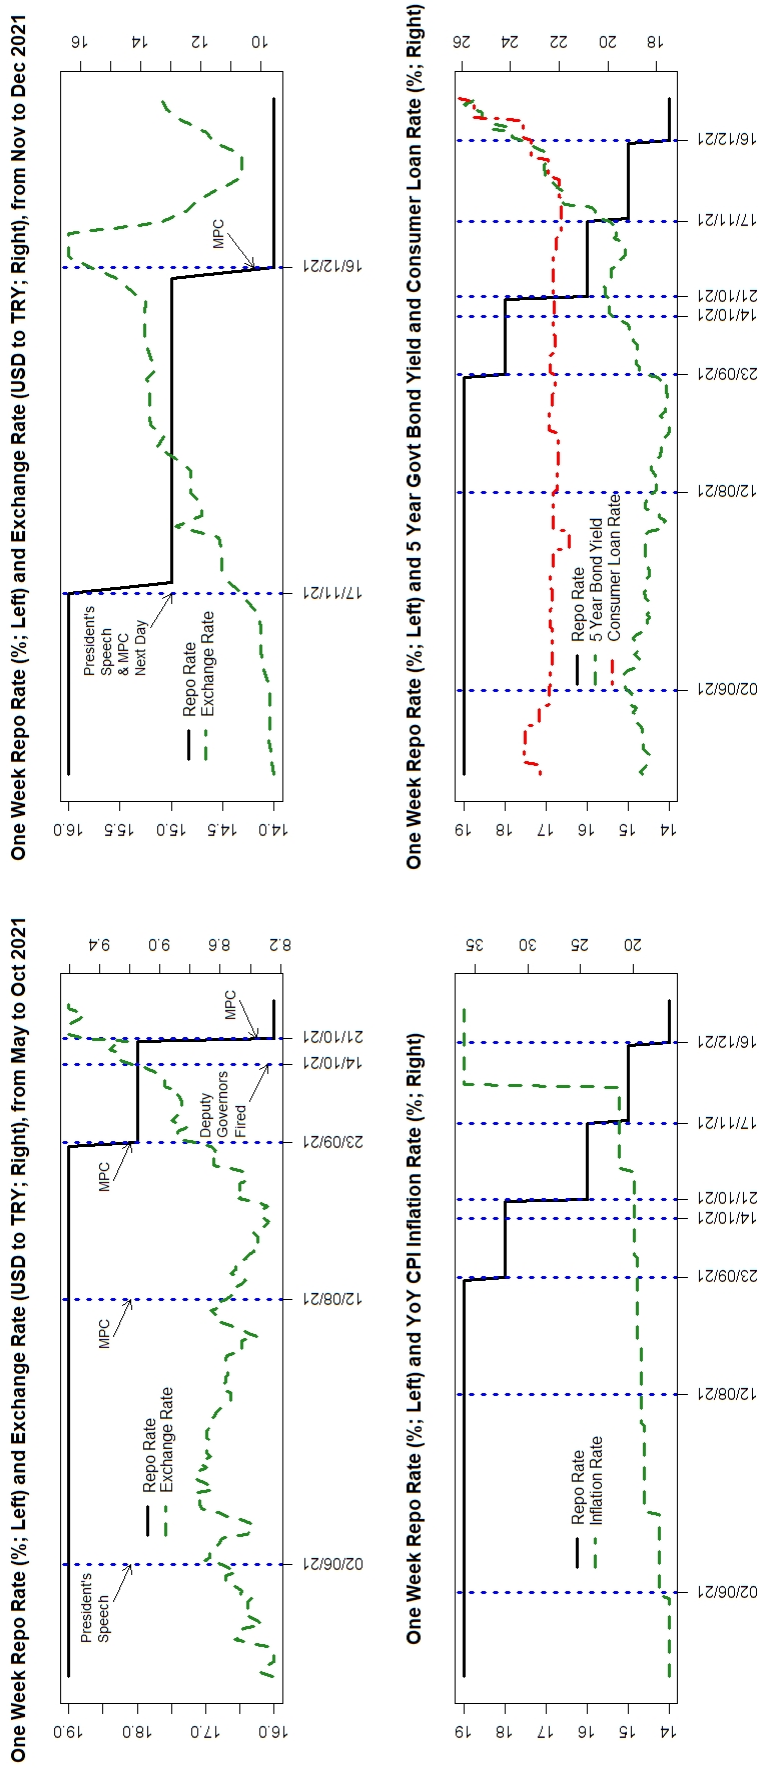 One Week Repo Rate (%; Left) and Exchange Rate (USD to TRY; Right), from May to Oct 2021
19.0
18.0
17.0
16.0
President's
Speech
MPC
MPC
Deputy
Governors
Fired
MPC
Repo Rate
Exchange Rate
9.4
9.0
8.6
8.2
02/06/21
12/08/21
23/09/21
14/10/21
21/10/21
One Week Repo Rate (%; Left) and Exchange Rate (USD to TRY; Right), from Nov to Dec 2021
16.0
15.5
15.0
14.5
14.0
President's
Speech
& MPC
Next Day
MPC
Repo Rate
Exchange Rate
16
14
12
10
17/11/21
16/12/21
One Week Repo Rate (%; Left) and YoY CPI Inflation Rate (%; Right)
19
18
17
16
15
14
Repo Rate
Inflation Rate
35
30
25
20
02/06/21
12/08/21
23/09/21
14/10/21
21/10/21
17/11/21
16/12/21
One Week Repo Rate (%; Left) and 5 Year Govt Bond Yield and Consumer Loan Rate (%; Right)
19
18
17
16
15
14
Repo Rate
5 Year Bond Yield
Consumer Loan Rate
26
24
22
20
18
02/06/21
12/08/21
23/09/21
14/10/21
21/10/21
17/11/21
16/12/21